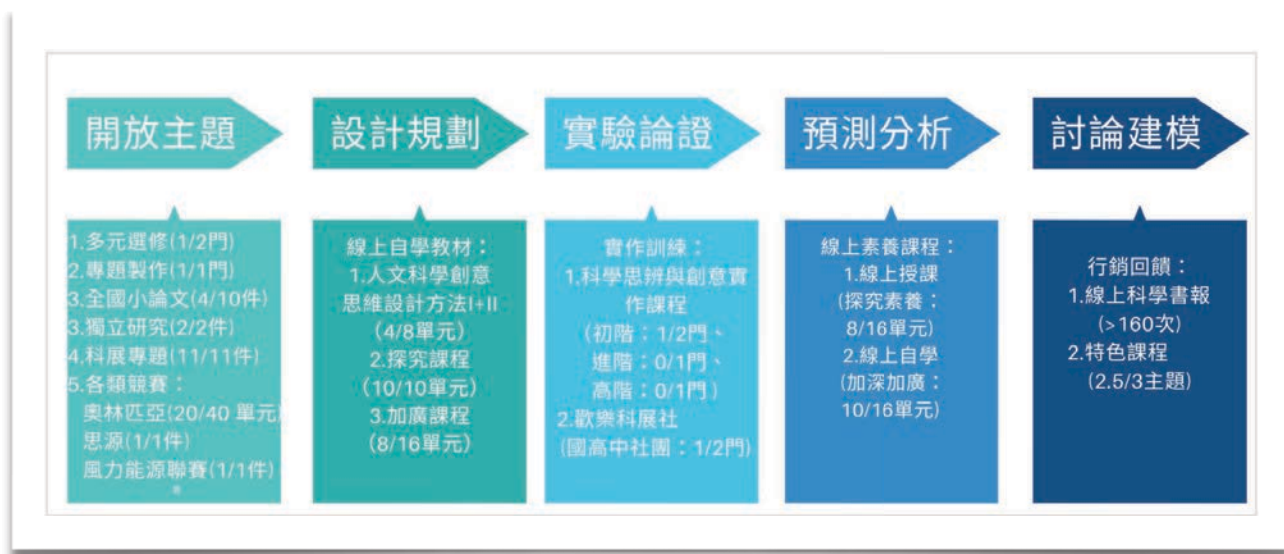 開放主題
1.多元選修(1/2門)
2.專題製作(1/1門)
3.全國小論文(4/10件)
3.獨立研究(2/2件)
4.科展專題(11/11件)
5.各類競賽：
奧林匹亞(20/40 單元)
思源(1/1件)
風力能源聯賽(1/1件)
設計規劃
線上自學教材：
1.人文科學創意
思維設計方法I+II
(4/8單元)
2.探究課程
(10/10單元)
3.加廣課程
(8/16單元)
實驗論證
實作訓練：
1.科學思辨與創意實
作課程
(初階：1/2門、
進階：0/1門、
高階：0/1門)
2.歡樂科展社
(國高中社團：1/2門)
預測分析
線上素養課程：
1.線上授課
(探究素養：
8/16單元)
2.線上自學
(加深加廣：
10/16單元)
討論建模
行銷回饋：
1.線上科學書報
(>160次)
2.特色課程
(2.5/3主題)